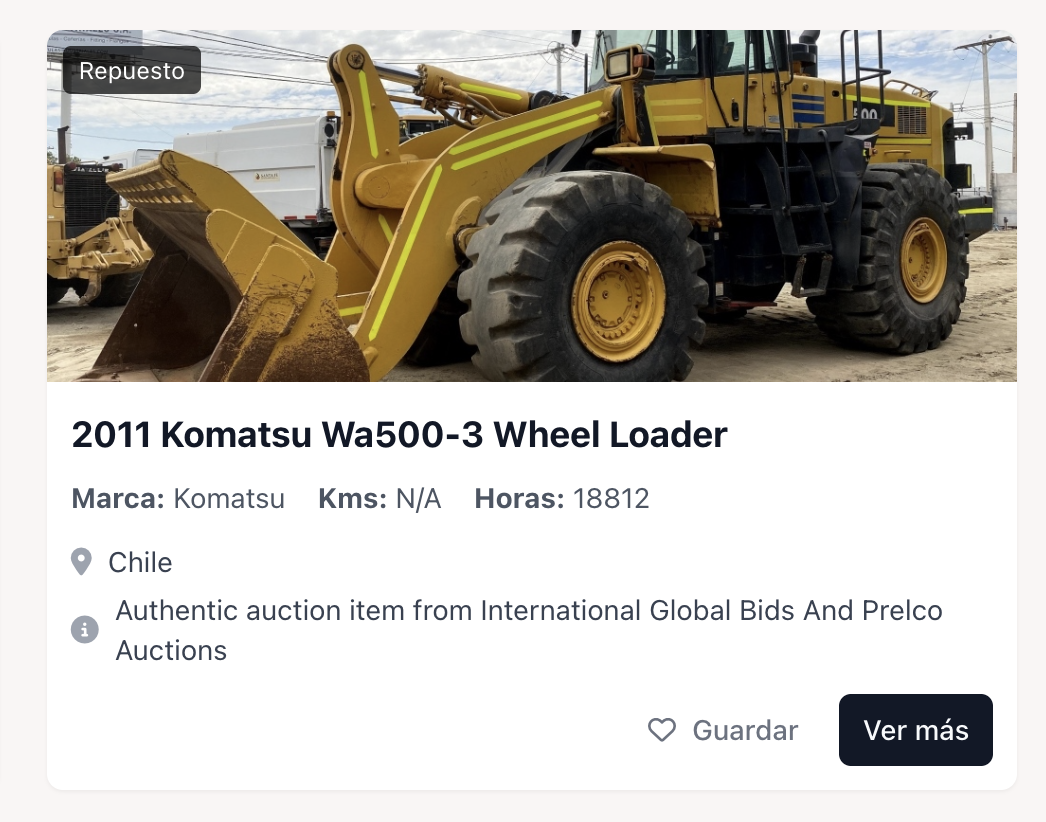 Repuesto
2011 Komatsu Wa500-3 Wheel Loader
Marca: Komatsu Kms: N/A Horas: 18812
Chile
Authentic auction item from International Global Bids And Prelco
Auctions
Guardar
Ver más